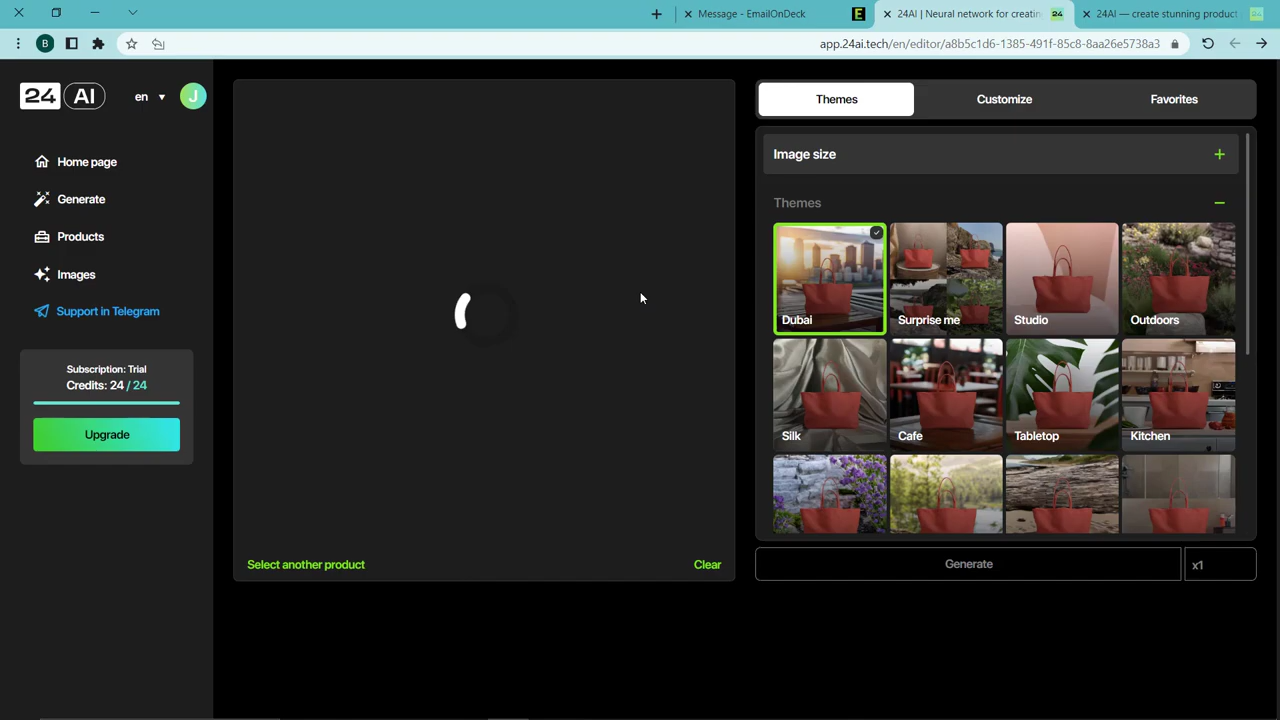 Message - EmailOnDeck
E
24AI | Neural network for creatin
24
24AI — create stunning product
24
B
app.24ai.tech/en/editor/a8b5c1d6-1385-491f-85c8-8aa26e5738a3
24 AI
en
J
Home page
Generate
Products
Images
Support in Telegram
Subscription: Trial
Credits: 24 / 24
Upgrade
Select another product
Clear
Themes
Customize
Favorites
Image size
Themes
Dubai
Surprise me
Studio
Outdoors
Silk
Cafe
Tabletop
Kitchen
Generate
x1